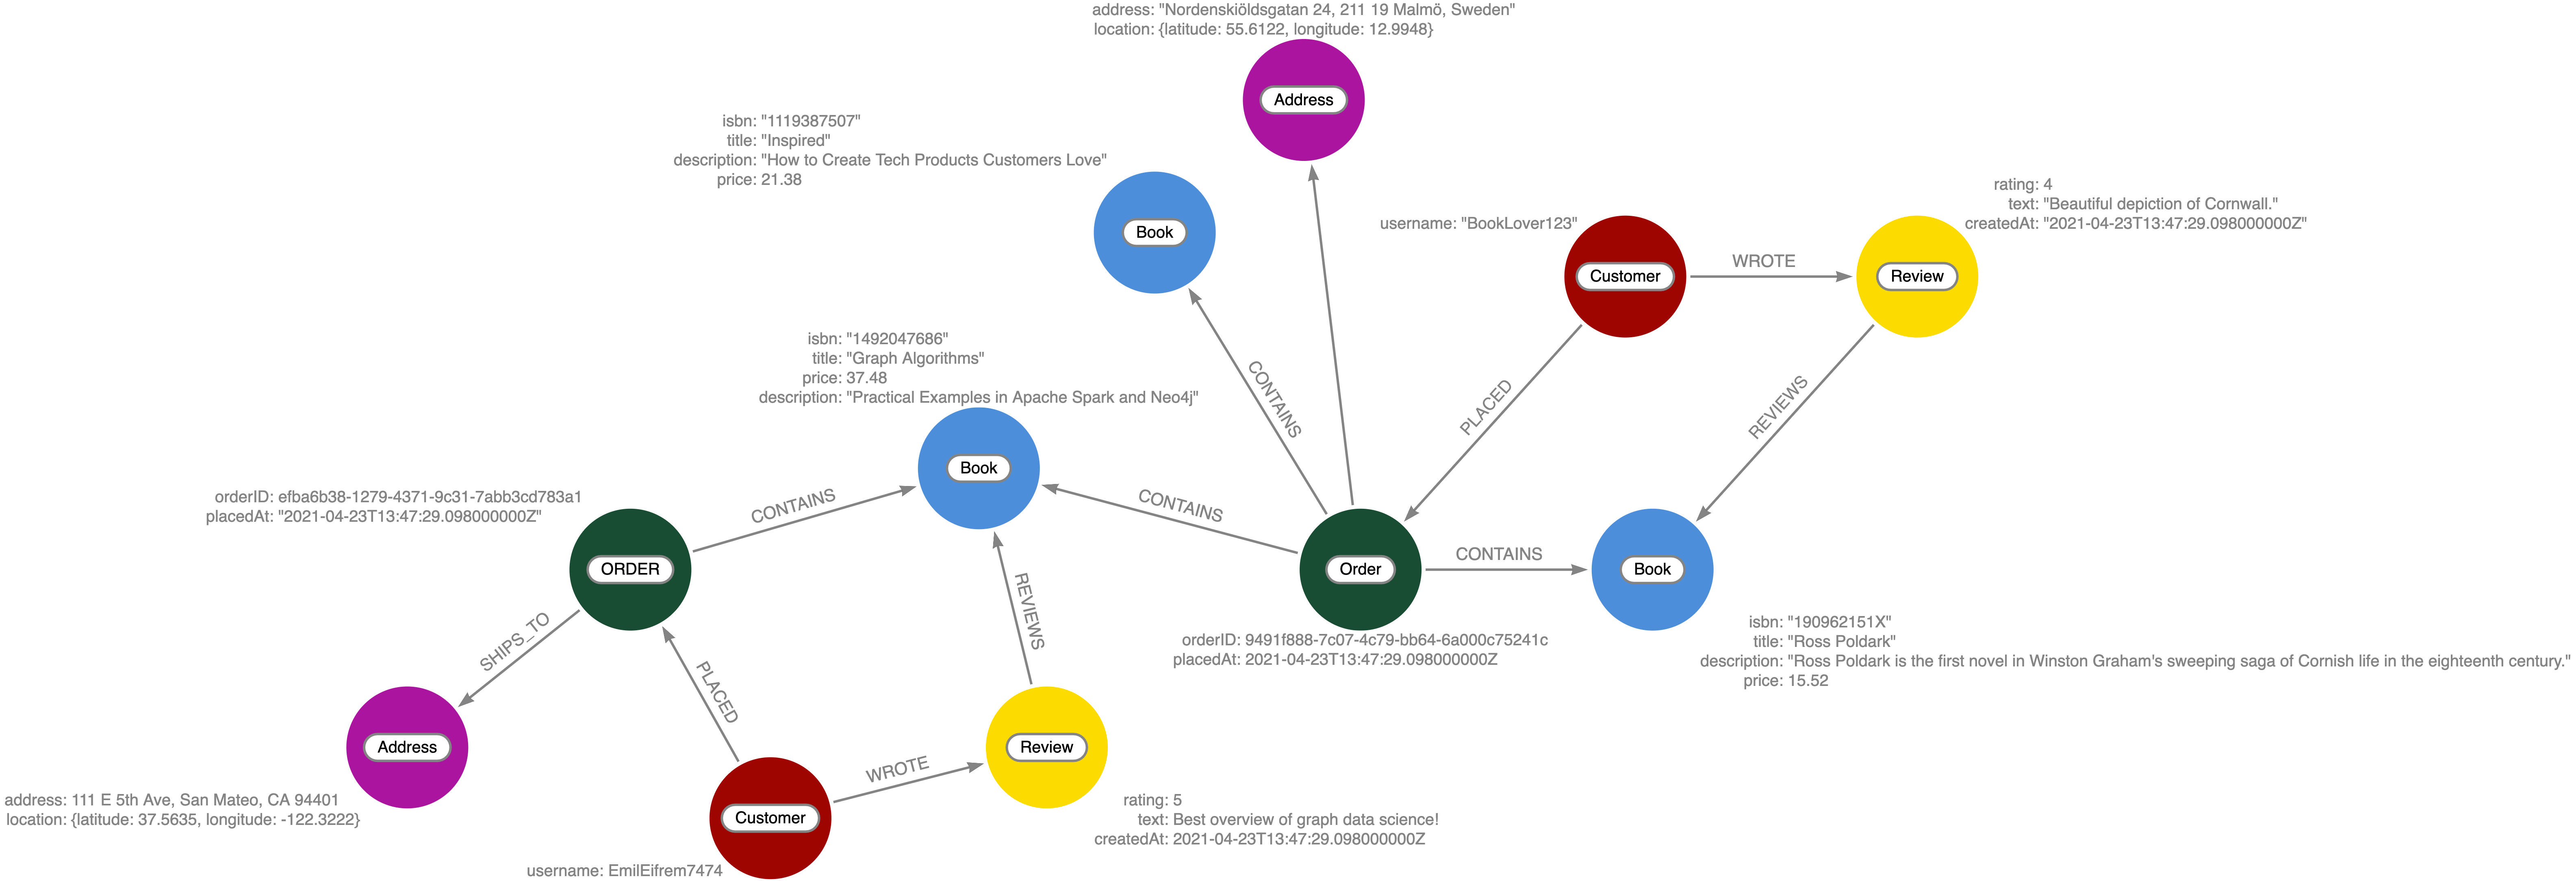 address: "Nordenskiöldsgatan 24, 211 19 Malmö, Sweden"
location: {latitude: 55.6122, longitude: 12.9948}
Address
isbn: "1119387507"
title: "Inspired"
description: "How to Create Tech Products Customers Love"
price: 21.38
Book
username: "BookLover123"
Customer
WROTE
rating: 4
text: "Beautiful depiction of Cornwall."
createdAt: "2021-04-23T13:47:29.098000000Z"
Review
isbn: "1492047686"
title: "Graph Algorithms"
price: 37.48
description: "Practical Examples in Apache Spark and Neo4j"
Book
CONTAINS
PLACED
REVIEWS
orderID: efba6b38-1279-4371-9c31-7abb3cd783a1
placedAt: "2021-04-23T13:47:29.098000000Z"
ORDER
CONTAINS
CONTAINS
Order
CONTAINS
Book
orderID: 9491f888-7c07-4c79-bb64-6a000c75241c
placedAt: 2021-04-23T13:47:29.098000000Z
isbn: "190962151X"
title: "Ross Poldark"
description: "Ross Poldark is the first novel in Winston Graham's sweeping saga of Cornish life in the eighteenth century."
price: 15.52
SHIPS_TO
PLACED
REVIEWS
Address
address: 111 E 5th Ave, San Mateo, CA 94401
location: {latitude: 37.5635, longitude: -122.3222}
Customer
username: EmilEifrem7474
WROTE
Review
rating: 5
text: Best overview of graph data science!
createdAt: 2021-04-23T13:47:29.098000000Z